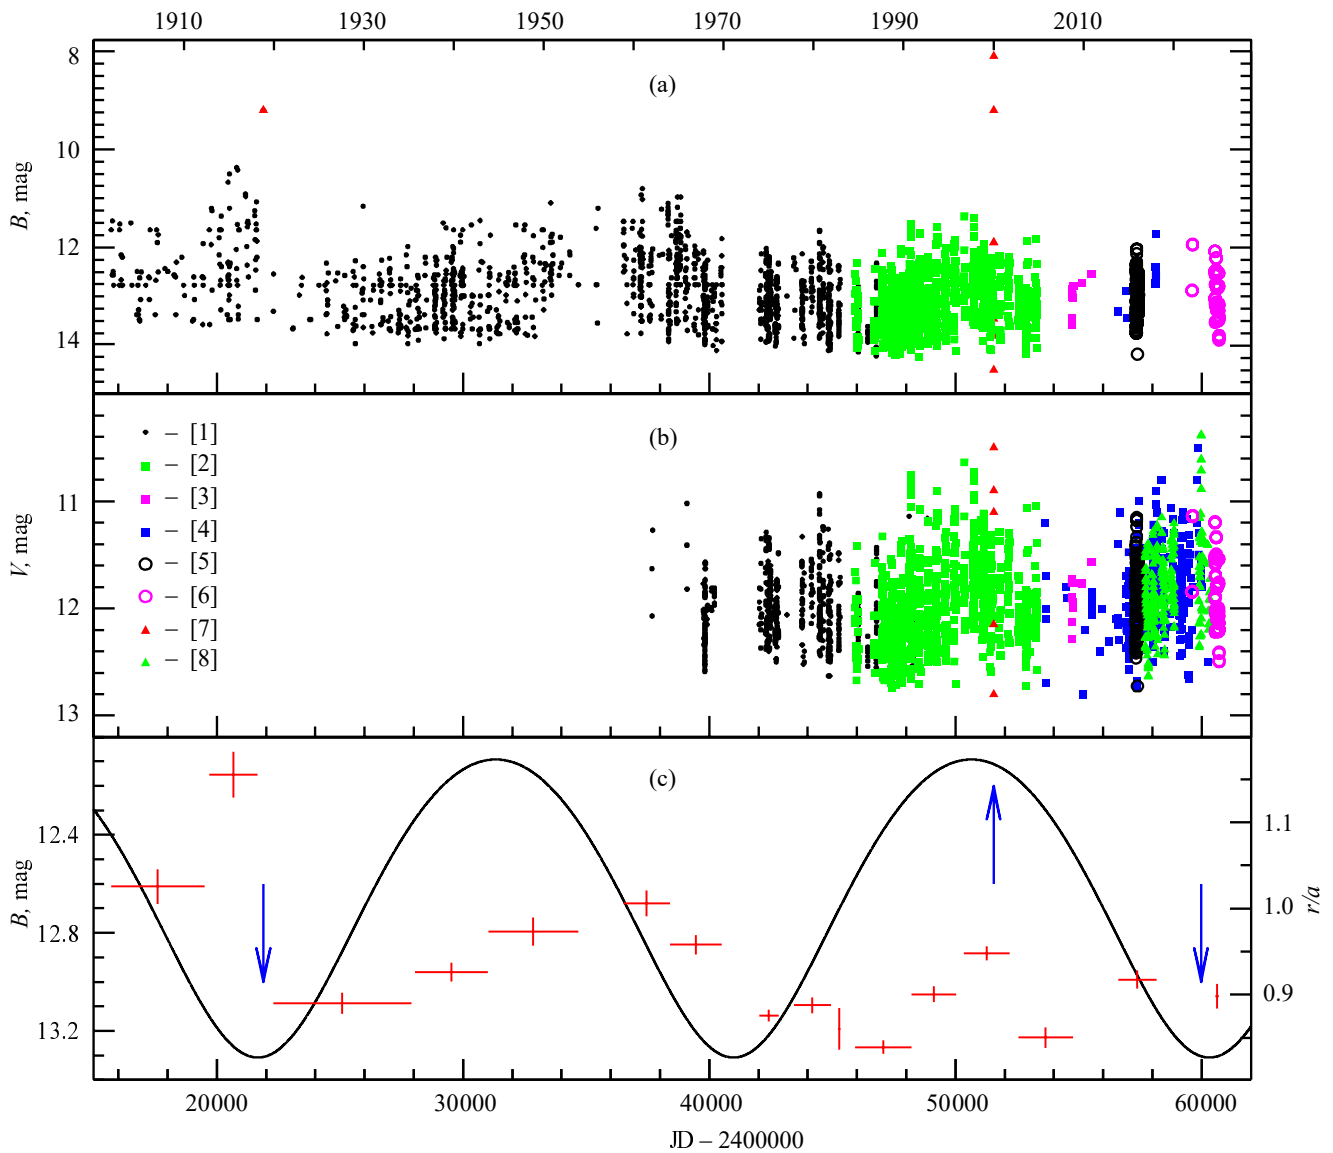 1910 1930 1950 1970 1990 2010
(a)
8
10
12
14
B, mag
(b)
– [1]
– [2]
– [3]
– [4]
– [5]
– [6]
– [7]
– [8]
11
12
13
V, mag
(c)
12.4
12.8
13.2
B, mag
1.1
1.0
0.9
r/a
20000 30000 40000 50000 60000
JD – 2400000